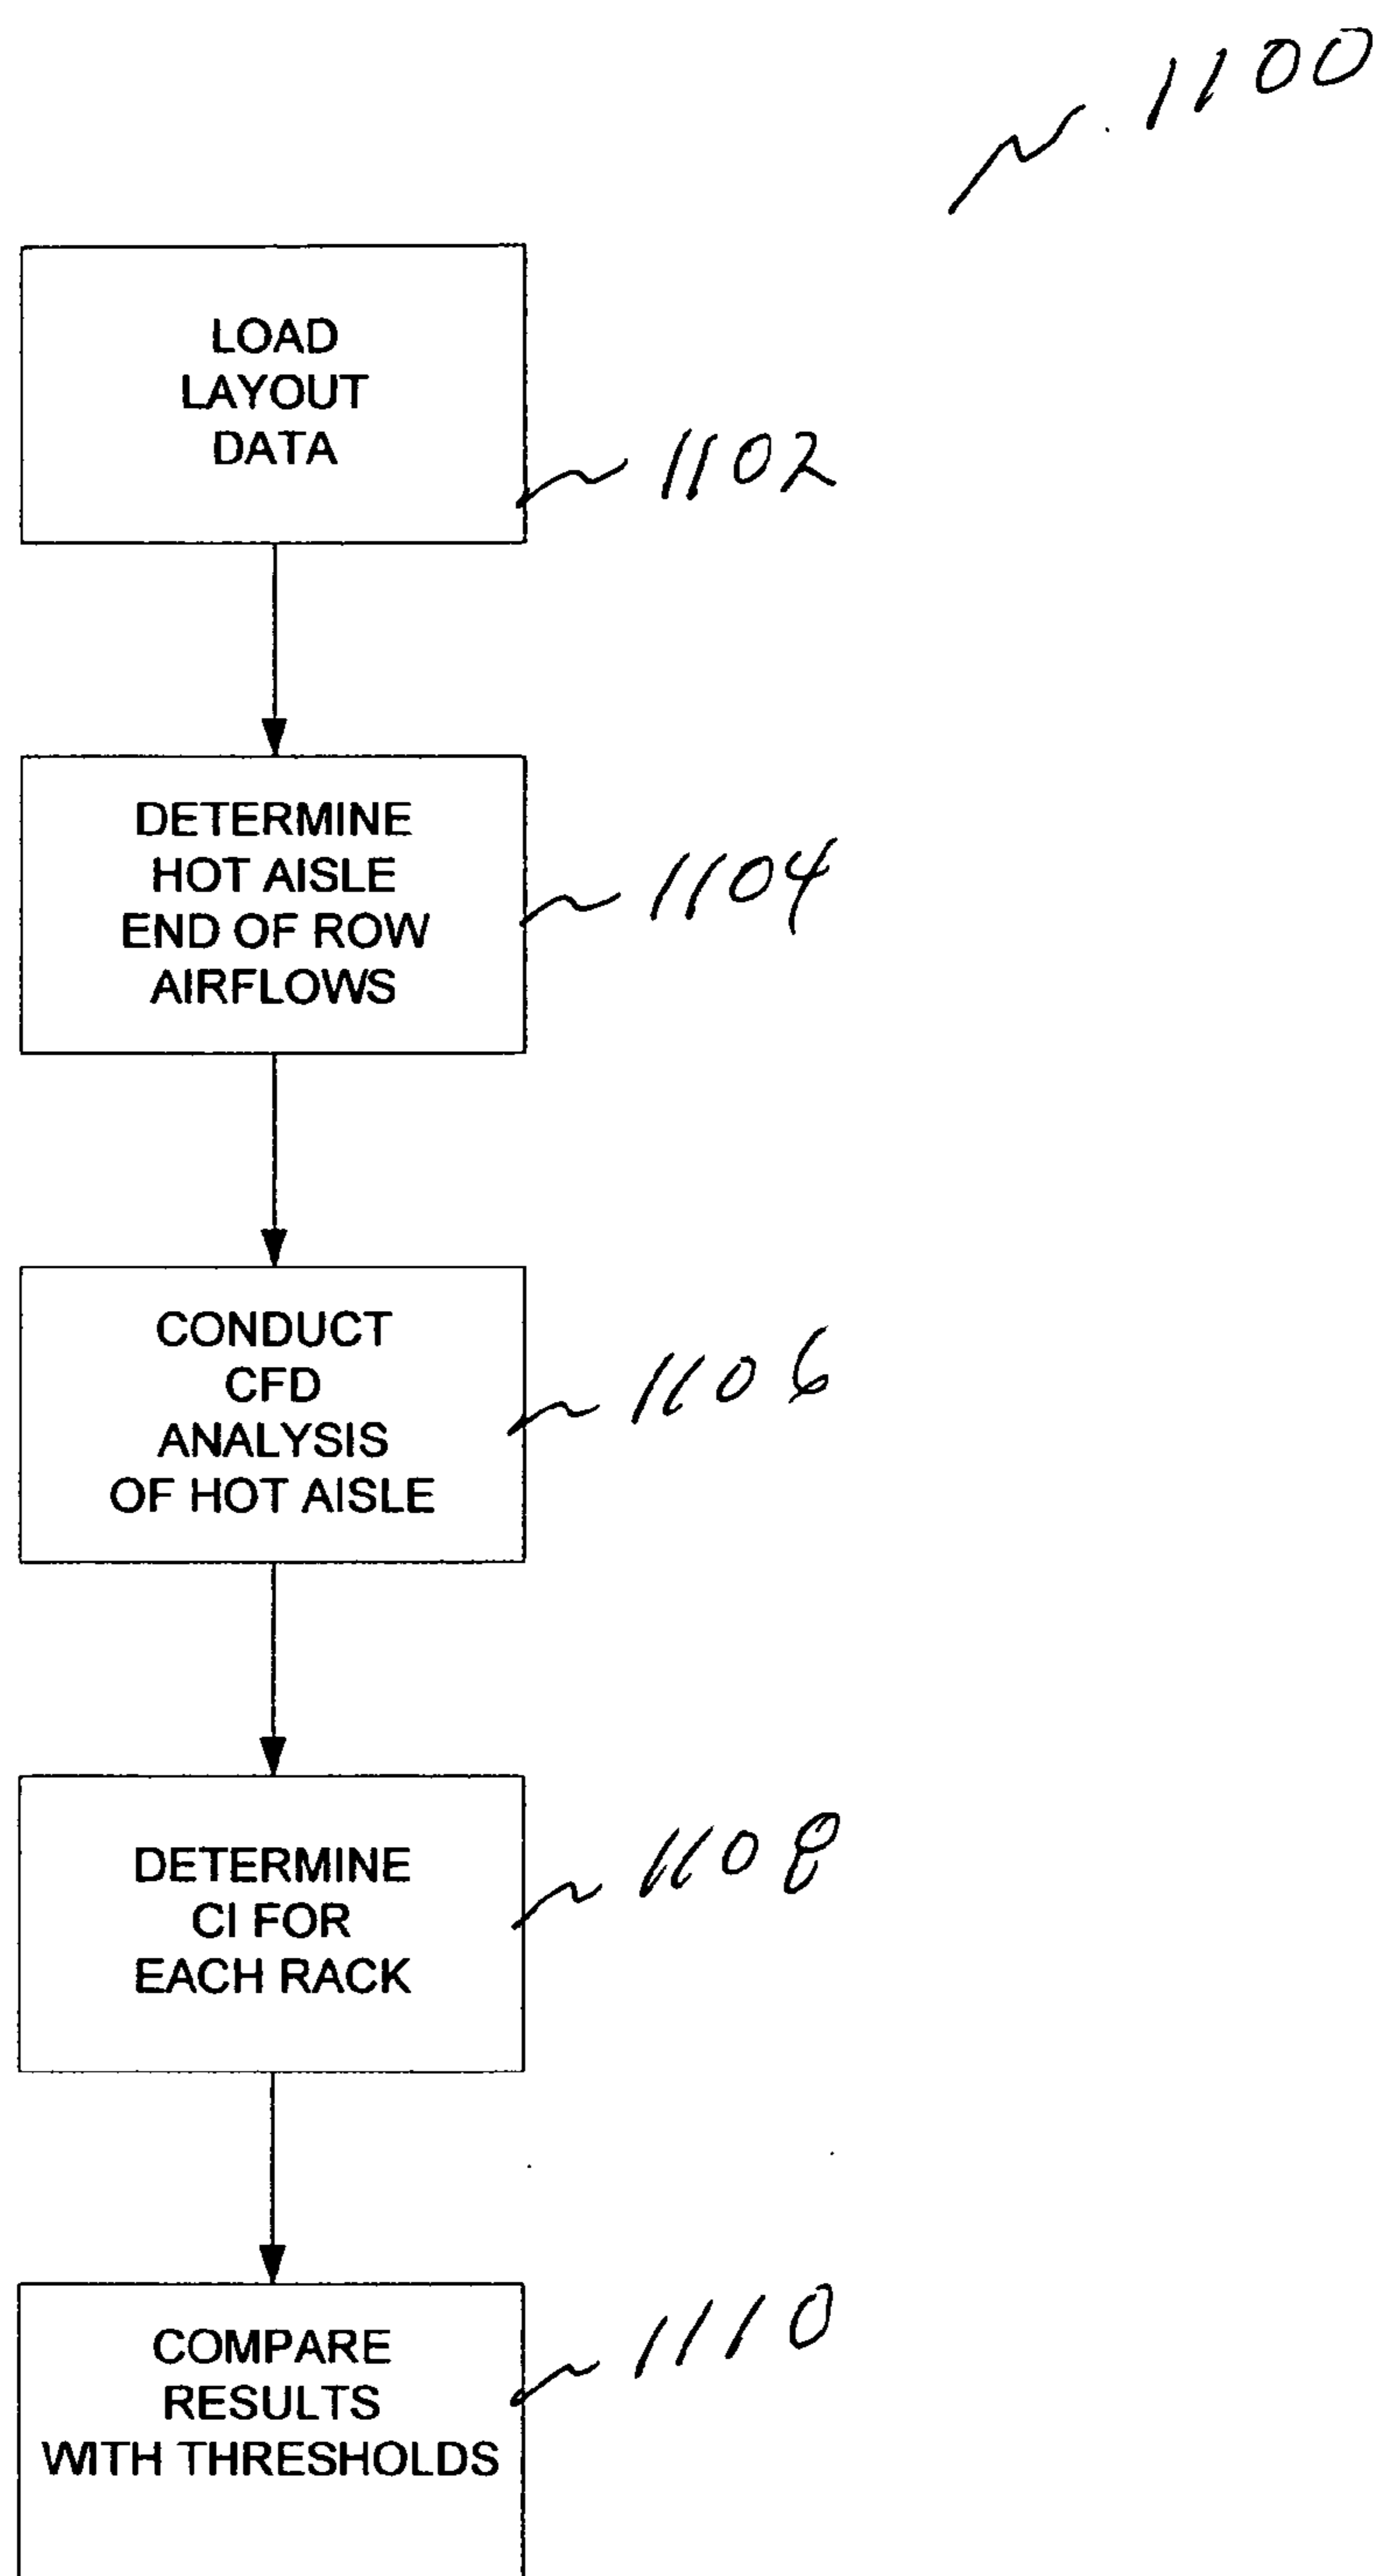 1100
LOAD
LAYOUT
DATA
1102
DETERMINE
HOT AISLE
END OF ROW
AIRFLOWS
1104
CONDUCT
CFD
ANALYSIS
OF HOT AISLE
1106
DETERMINE
CI FOR
EACH RACK
1108
COMPARE
RESULTS
WITH THRESHOLDS
1110